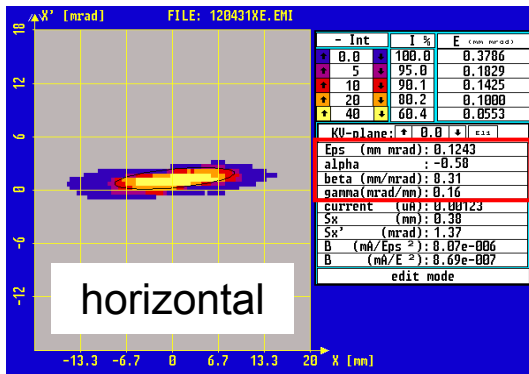 X' [mrad] FILE: 120431XE.EMI
18
12
6
0
-6
-12
-13.3 -6.7 0 6.7 13.3 20 X [mm]
horizontal
- Int I % E (mm mrad)
0.0 100.0 0.3786
5 95.0 0.1829
10 90.1 0.1425
20 80.2 0.1000
40 60.4 0.0553
KV-plane: 0.0 Ell
Eps (mm mrad): 0.1243
alpha : -0.58
beta (mm/mrad): 8.31
gamma(mrad/mm): 0.16
current (uA): 0.00123
Sx (mm): 0.38
Sx' (mrad): 1.37
B (mA/Eps ²): 8.07e-006
B (mA/E ²): 8.69e-007
edit mode